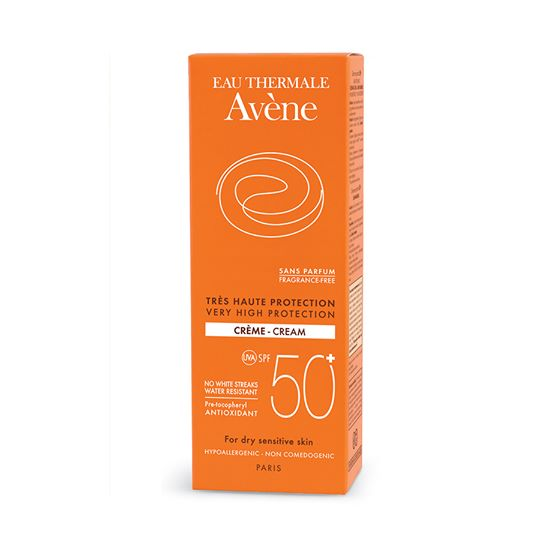 EAU THERMALE
Avène
SANS PARFUM
FRAGRANCE-FREE
TRÈS HAUTE PROTECTION
VERY HIGH PROTECTION
CRÈME - CREAM
UVA SPF 50+
NO WHITE STREAKS
WATER RESISTANT
Pre-tocopheryl
ANTIOXIDANT
For dry sensitive skin
HYPOALLERGENIC - NON COMEDOGENIC
PARIS